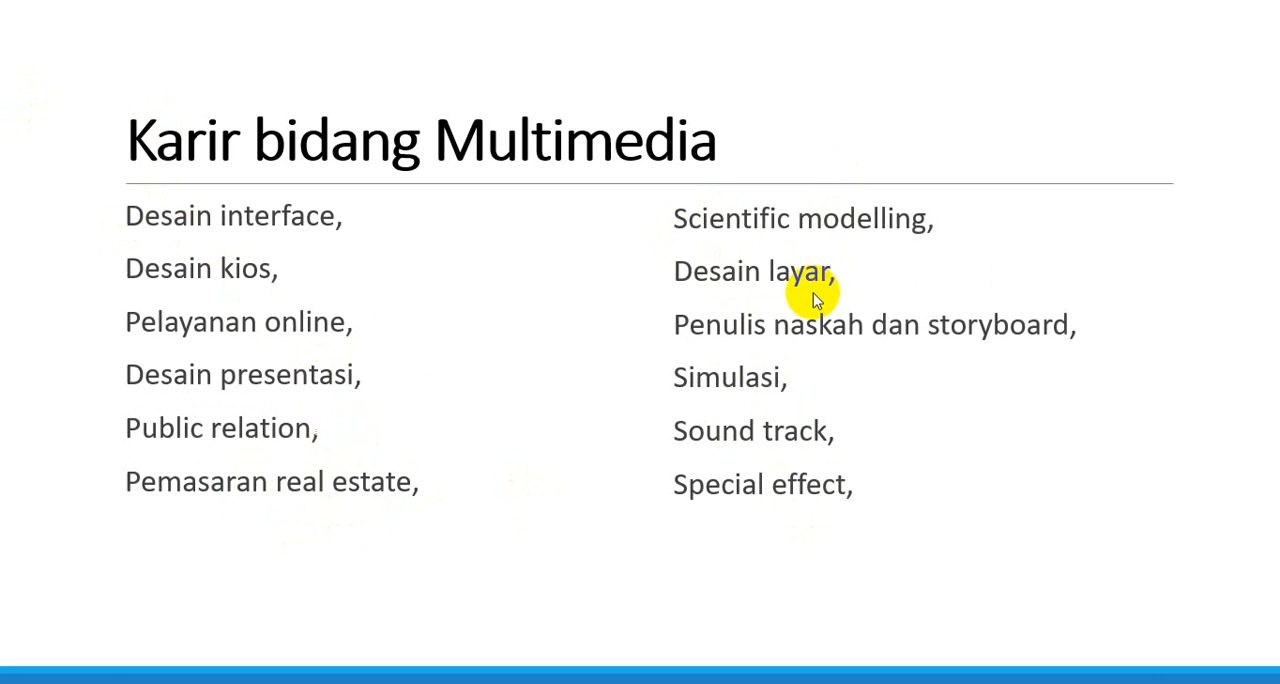 Karir bidang Multimedia
Desain interface,
Desain kios,
Pelayanan online,
Desain presentasi,
Public relation,
Pemasaran real estate,
Scientific modelling,
Desain layar,
Penulis naskah dan storyboard,
Simulasi,
Sound track,
Special effect,